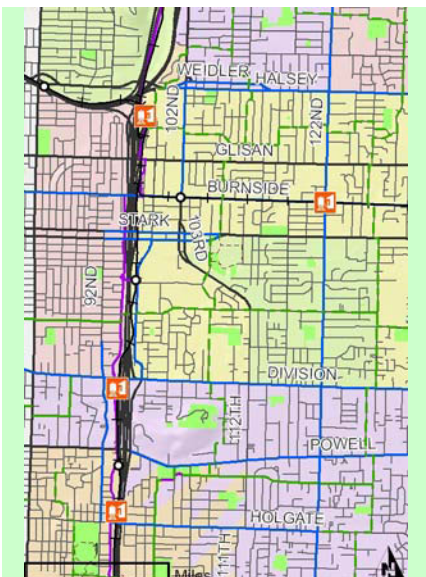 WEIDLER
HALSEY
102ND
122ND
GLISAN
BURNSIDE
STARK
103RD
92ND
DIVISION
112TH
POWELL
HOLGATE
111TH
Miles
N